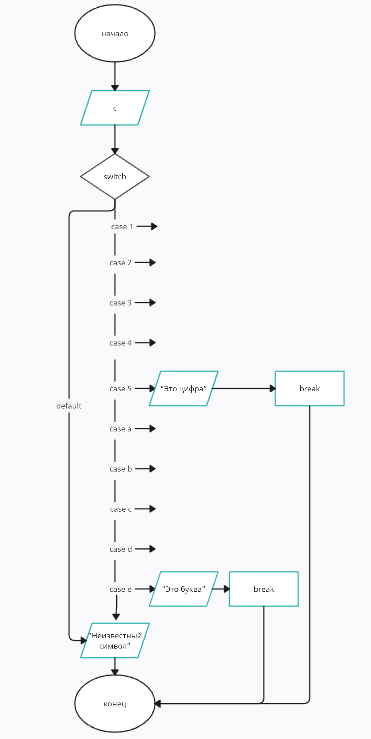 начало
c
switch
case 1
case 2
case 3
case 4
case 5
"Это цифра"
break
default
case a
case b
case c
case d
case e
"Это буква"
break
"Неизвестный
символ"
конец